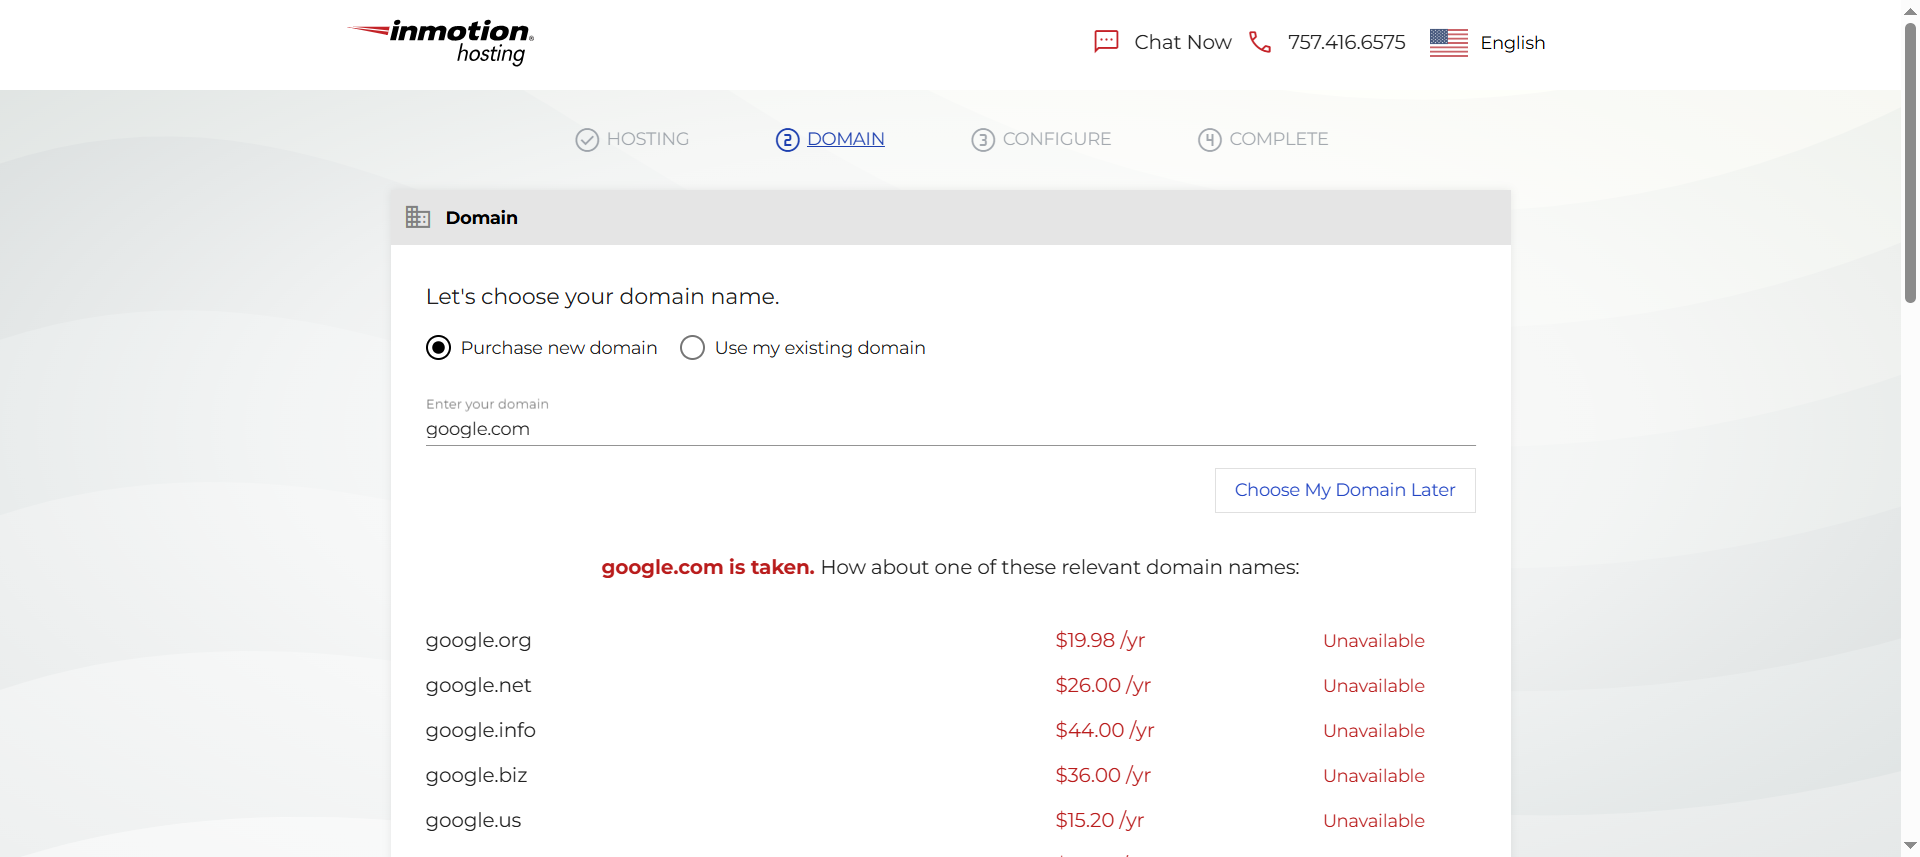 inmotion®
hosting
Chat Now 757.416.6575 English
HOSTING 2 DOMAIN 3 CONFIGURE 4 COMPLETE
Domain
Let's choose your domain name.
Purchase new domain Use my existing domain
Enter your domain
google.com
Choose My Domain Later
google.com is taken. How about one of these relevant domain names:
google.org $19.98 /yr Unavailable
google.net $26.00 /yr Unavailable
google.info $44.00 /yr Unavailable
google.biz $36.00 /yr Unavailable
google.us $15.20 /yr Unavailable